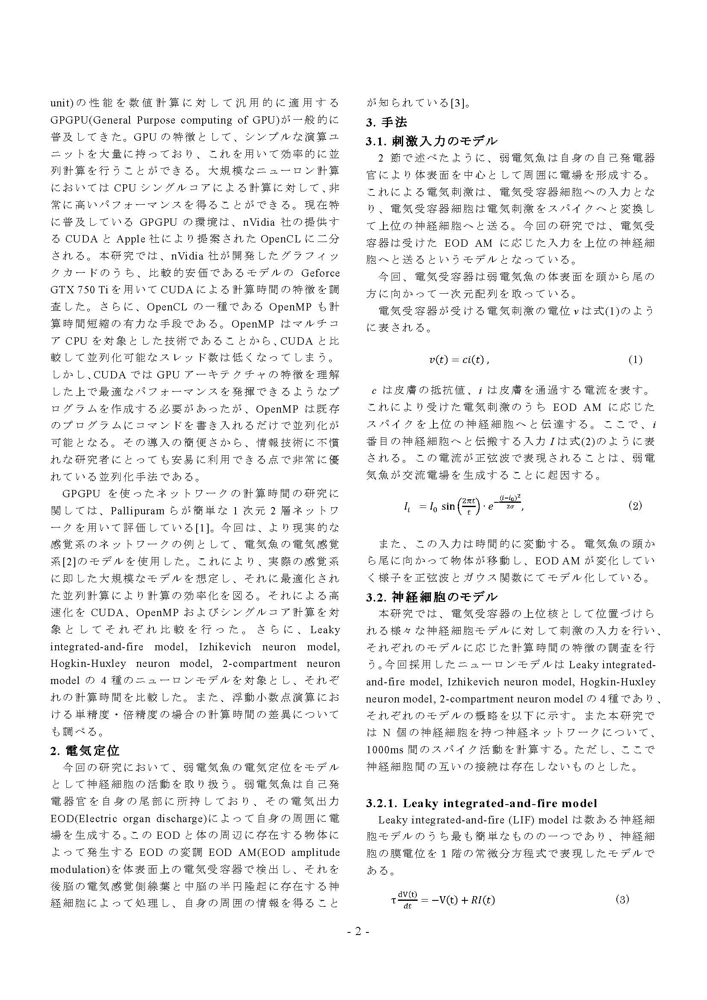 unit)の性能を数値計算に対して汎用的に適用する
GPGPU(General Purpose computing of GPU)が一般的に
普及してきた。GPU の特徴として、シンプルな演算ユ
ニットを大量に持っており、これを用いて効率的に並
列計算を行うことができる。大規模なニューロン計算
においては CPU シングルコアによる計算に対して、非
常に高いパフォーマンスを得ることができる。現在特
に普及している GPGPU の環境は、nVidia 社の提供す
る CUDA と Apple 社により提案された OpenCL に二分
される。本研究では、nVidia 社が開発したグラフィッ
クカードのうち、比較的安価であるモデルの Geforce
GTX 750 Ti を用いて CUDA による計算時間の特徴を調
査した。さらに、OpenCL の一種である OpenMP も計
算時間短縮の有力な手段である。OpenMP はマルチコ
ア CPU を対象とした技術であることから、CUDA と比
較して並列化可能なスレッド数は低くなってしまう。
しかし、CUDA では GPU アーキテクチャの特徴を理解
した上で最適なパフォーマンスを発揮できるようなプ
ログラムを作成する必要があったが、OpenMP は既存
のプログラムにコマンドを書き入れるだけで並列化が
可能となる。その導入の簡便さから、情報技術に不慣
れな研究者にとっても安易に利用できる点で非常に優
れている並列化手法である。
GPGPU を使ったネットワークの計算時間の研究に
関しては、Pallipuram らが簡単な 1 次元 2 層ネットワ
ークを用いて評価している[1]。今回は、より現実的な
感覚系のネットワークの例として、電気魚の電気感覚
系[2]のモデルを使用した。これにより、実際の感覚系
に即した大規模なモデルを想定し、それに最適化され
た並列計算により計算の効率化を図る。それによる高
速化を CUDA、OpenMP およびシングルコア計算を対
象としてそれぞれ比較を行った。さらに、Leaky
integrated-and-fire model, Izhikevich neuron model,
Hogkin-Huxley neuron model, 2-compartment neuron
model の 4 種のニューロンモデルを対象とし、それぞ
れの計算時間を比較した。また、浮動小数点演算にお
ける単精度・倍精度の場合の計算時間の差異について
も調べる。
2. 電気定位
今回の研究において、弱電気魚の電気定位をモデル
として神経細胞の活動を取り扱う。弱電気魚は自己発
電器官を自身の尾部に所持しており、その電気出力
EOD(Electric organ discharge)によって自身の周囲に電
場を生成する。この EOD と体の周辺に存在する物体に
よって発生する EOD の変調 EOD AM(EOD amplitude
modulation)を体表面上の電気受容器で検出し、それを
後脳の電気感覚側線葉と中脳の半円隆起に存在する神
経細胞によって処理し、自身の周囲の情報を得ること
が知られている[3]。
3. 手法
3.1. 刺激入力のモデル
2 節で述べたように、弱電気魚は自身の自己発電器
官により体表面を中心として周囲に電場を形成する。
これによる電気刺激は、電気受容器細胞への入力とな
り、電気受容器細胞は電気刺激をスパイクへと変換し
て上位の神経細胞へと送る。今回の研究では、電気受
容器は受けた EOD AM に応じた入力を上位の神経細
胞へと送るというモデルとなっている。
今回、電気受容器は弱電気魚の体表面を頭から尾の
方に向かって一次元配列を取っている。
電気受容器が受ける電気刺激の電位 v は式(1)のよう
に表される。
v(t) = ci(t) , (1)
c は皮膚の抵抗値、i は皮膚を通過する電流を表す。
これにより受けた電気刺激のうち EOD AM に応じた
スパイクを上位の神経細胞へと伝達する。ここで、i
番目の神経細胞へと伝搬する入力 I は式(2)のように表
される。この電流が正弦波で表現されることは、弱電
気魚が交流電場を生成することに起因する。
I_i = I_0 sin(2πt/t) · e^{-(i-i_0)^2/2σ}, (2)
また、この入力は時間的に変動する。電気魚の頭か
ら尾に向かって物体が移動し、EOD AM が変化してい
く様子を正弦波とガウス関数にてモデル化している。
3.2. 神経細胞のモデル
本研究では、電気受容器の上位核として位置づけら
れる様々な神経細胞モデルに対して刺激の入力を行い、
それぞれのモデルに応じた計算時間の特徴の調査を行
う。今回採用したニューロンモデルは Leaky integrated-
and-fire model, Izhikevich neuron model, Hogkin-Huxley
neuron model, 2-compartment neuron model の 4 種であり、
それぞれのモデルの概略を以下に示す。また本研究で
は N 個の神経細胞を持つ神経ネットワークについて、
1000ms 間のスパイク活動を計算する。ただし、ここで
神経細胞間の互いの接続は存在しないものとした。
3.2.1. Leaky integrated-and-fire model
Leaky integrated-and-fire (LIF) model は数ある神経細
胞モデルのうち最も簡単なものの一つであり、神経細
胞の膜電位を 1 階の常微分方程式で表現したモデルで
ある。
τ dV(t)/dt = −V(t) + RI(t) (3)
- 2 -